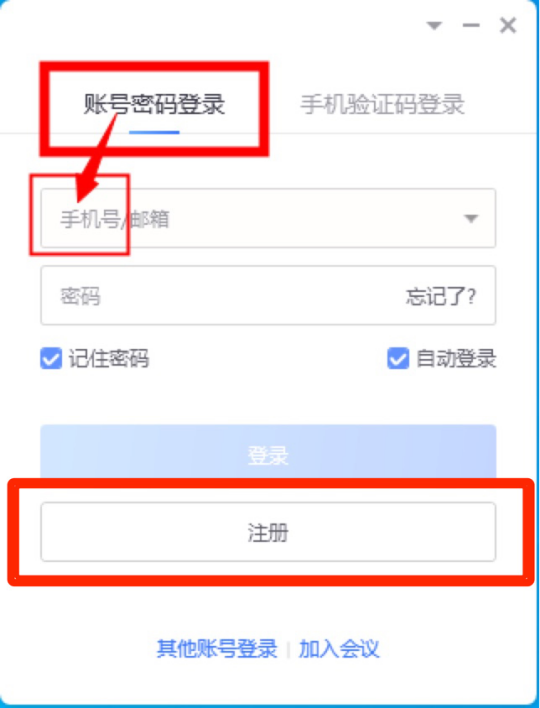 账号密码登录 手机验证码登录
手机号/邮箱
密码 忘记了?
记住密码 自动登录
登录
注册
其他账号登录 | 加入会议